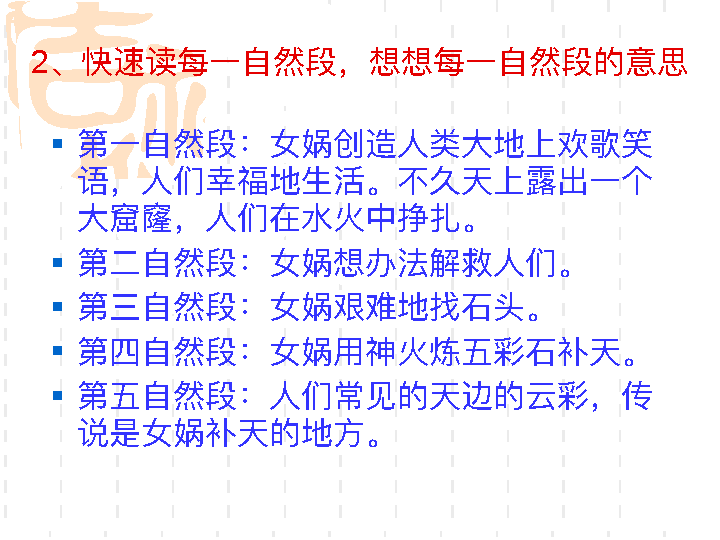 2、快速读每一自然段，想想每一自然段的意思
第一自然段：女娲创造人类大地上欢歌笑
语，人们幸福地生活。不久天上露出一个
大窟窿，人们在水火中挣扎。
第二自然段：女娲想办法解救人们。
第三自然段：女娲艰难地找石头。
第四自然段：女娲用神火炼五彩石补天。
第五自然段：人们常见的天边的云彩，传
说是女娲补天的地方。